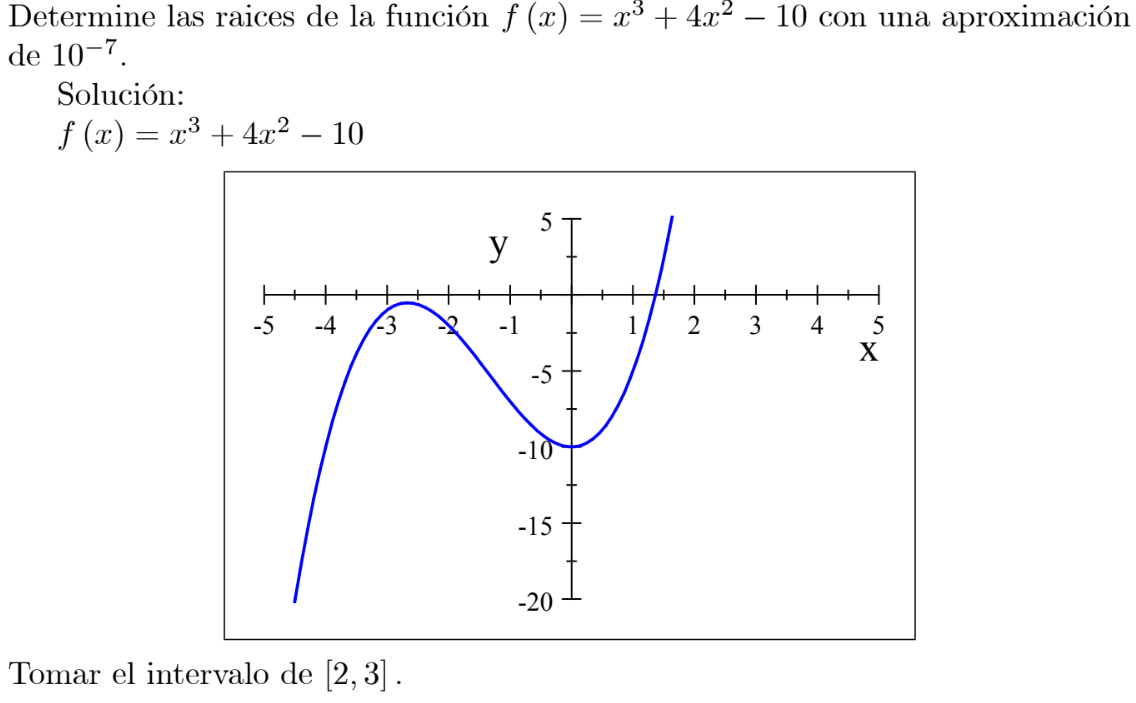 Determine las raices de la función f (x) = x³ + 4x² − 10 con una aproximación
de 10⁻⁷.
Solución:
f (x) = x³ + 4x² − 10
5
y
-5 -4 -3 -2 -1 1 2 3 4 5
x
-5
-10
-15
-20
Tomar el intervalo de [2, 3] .